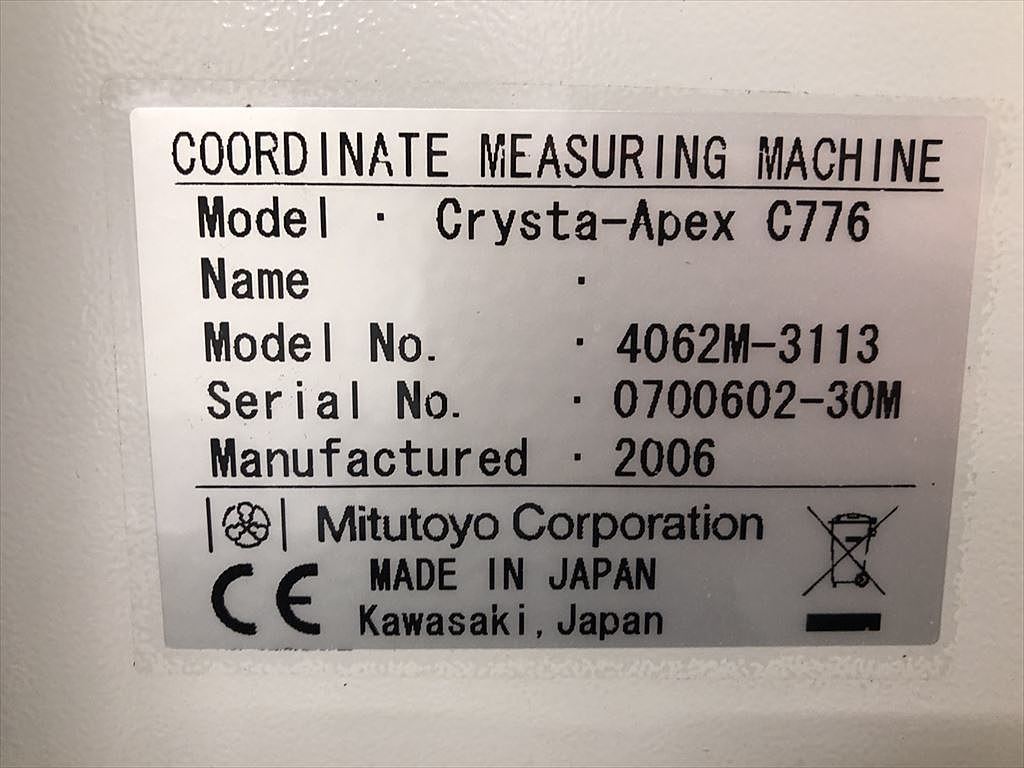 COORDINATE MEASURING MACHINE
Model · Crysta-Apex C776
Name ·
Model No. · 4062M-3113
Serial No. · 0700602-30M
Manufactured · 2006
Mitutoyo Corporation
CE MADE IN JAPAN
Kawasaki, Japan